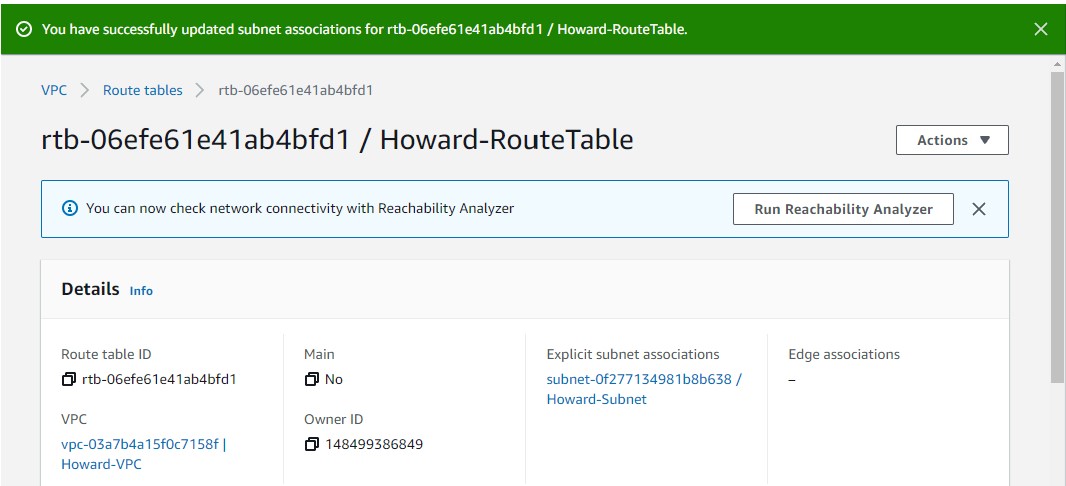 You have successfully updated subnet associations for rtb-06efe61e41ab4bfd1 / Howard-RouteTable.
VPC > Route tables > rtb-06efe61e41ab4bfd1
rtb-06efe61e41ab4bfd1 / Howard-RouteTable
Actions
You can now check network connectivity with Reachability Analyzer
Run Reachability Analyzer
Details Info
Route table ID
rtb-06efe61e41ab4bfd1
Main
No
Explicit subnet associations
subnet-0f277134981b8b638 /
Howard-Subnet
Edge associations
–
VPC
vpc-03a7b4a15f0c7158f |
Howard-VPC
Owner ID
148499386849